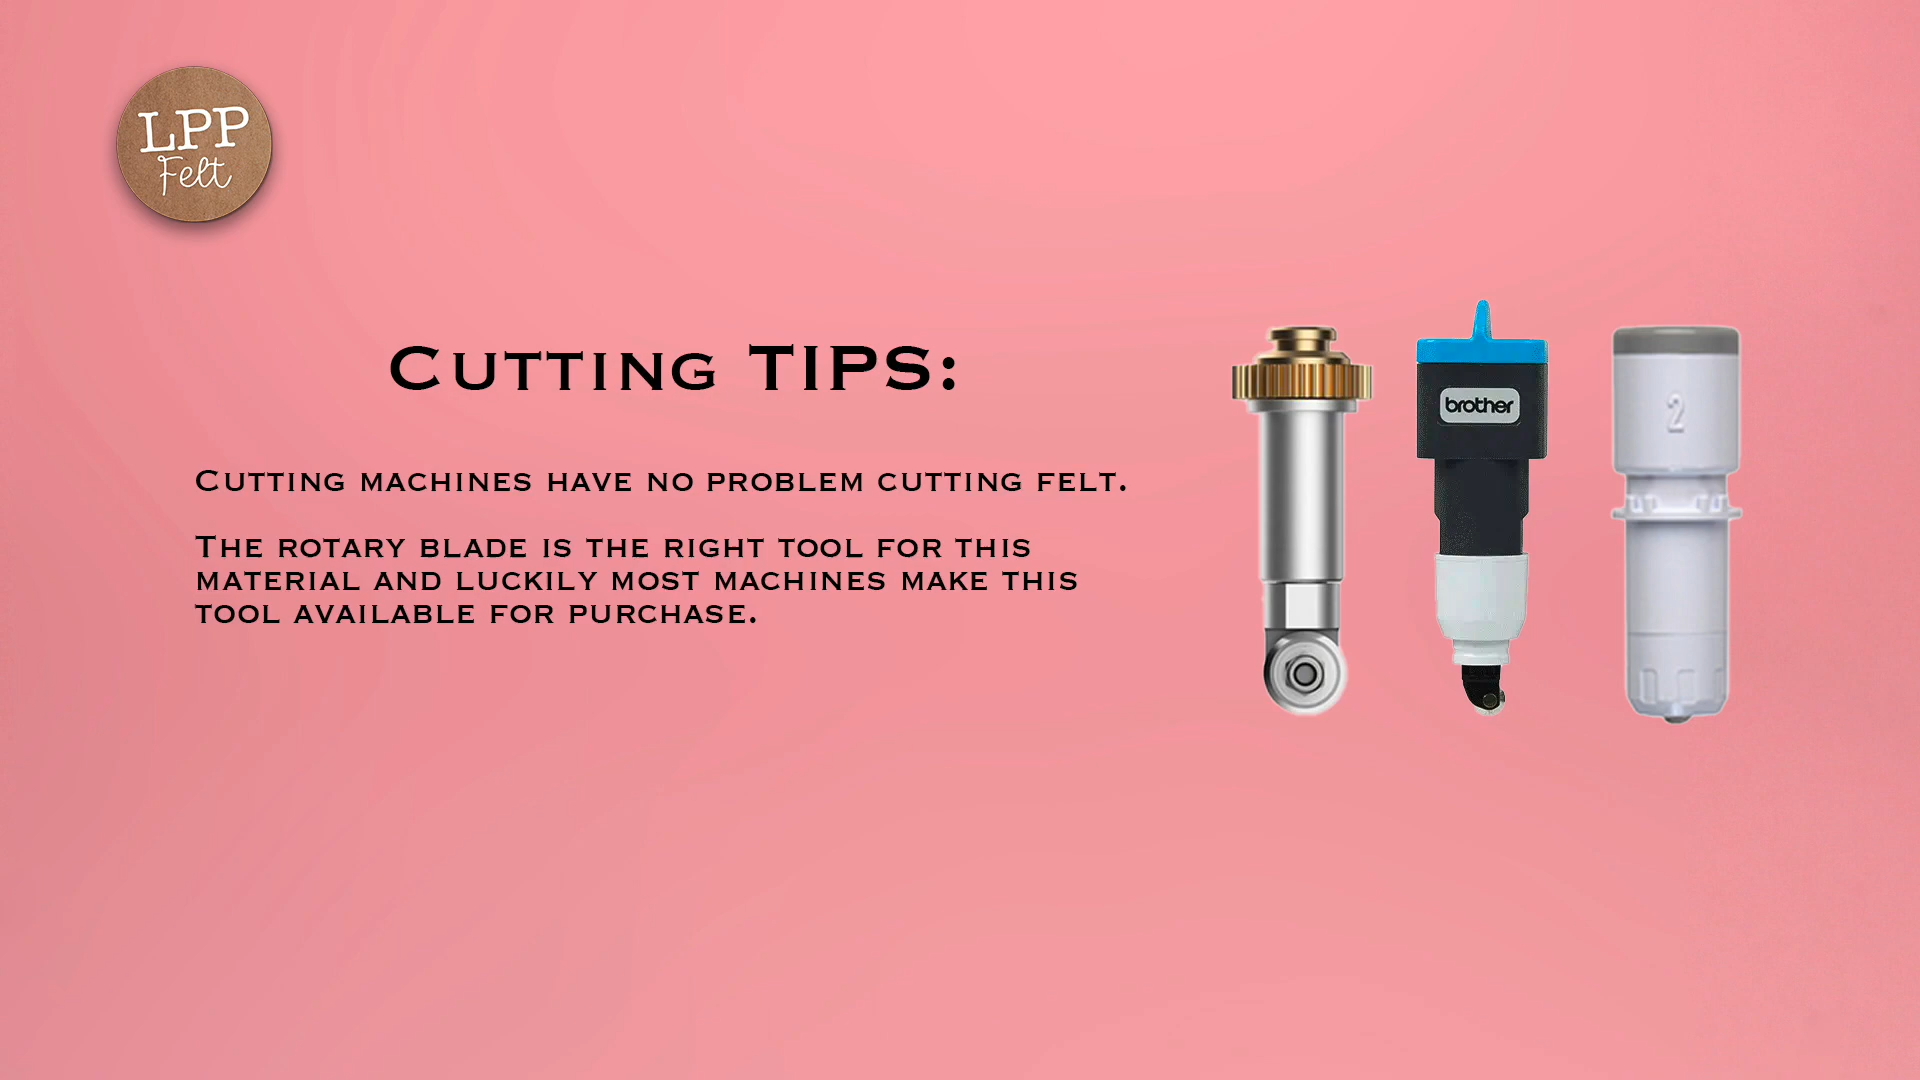 LPP
Felt
Cutting TIPS:
Cutting machines have no problem cutting felt.
The rotary blade is the right tool for this
material and luckily most machines make this
tool available for purchase.
brother
2